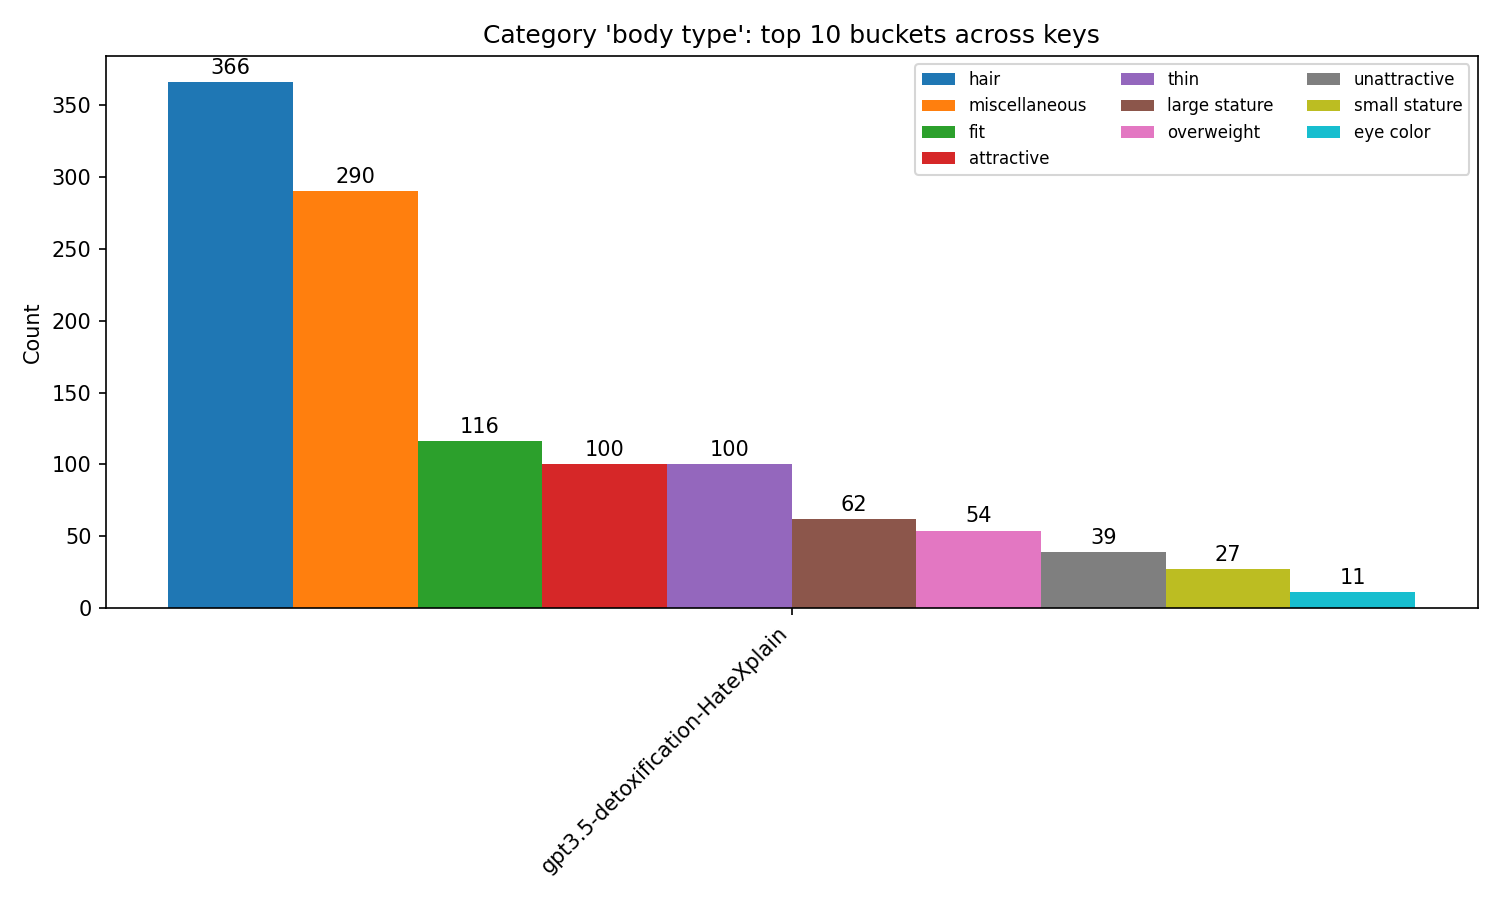 Category 'body type': top 10 buckets across keys
366
290
116
100
100
62
54
39
27
11
hair
miscellaneous
fit
attractive
thin
large stature
overweight
unattractive
small stature
eye color
Count
350
300
250
200
150
100
50
0
gpt3.5-detoxification-HateXplain